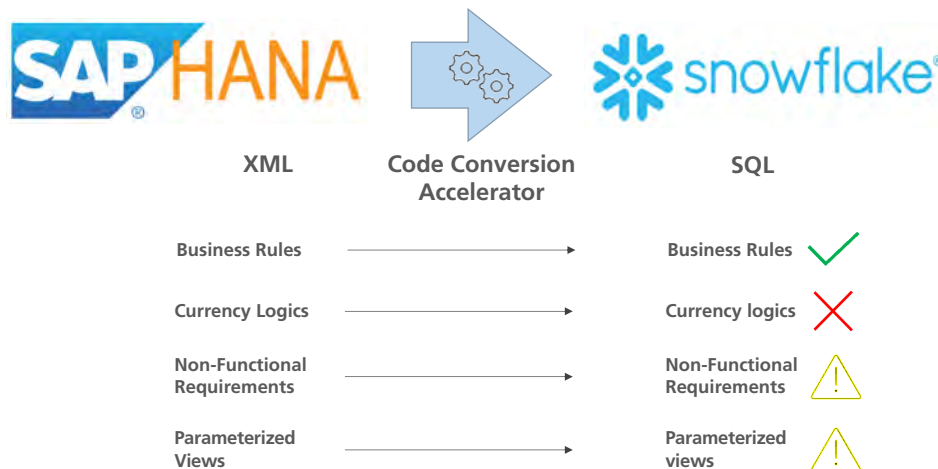 SAP HANA
®
snowflake®
XML
Code Conversion
Accelerator
SQL
Business Rules
Business Rules
Currency Logics
Currency logics
Non-Functional
Requirements
Non-Functional
Requirements
Parameterized
Views
Parameterized
views